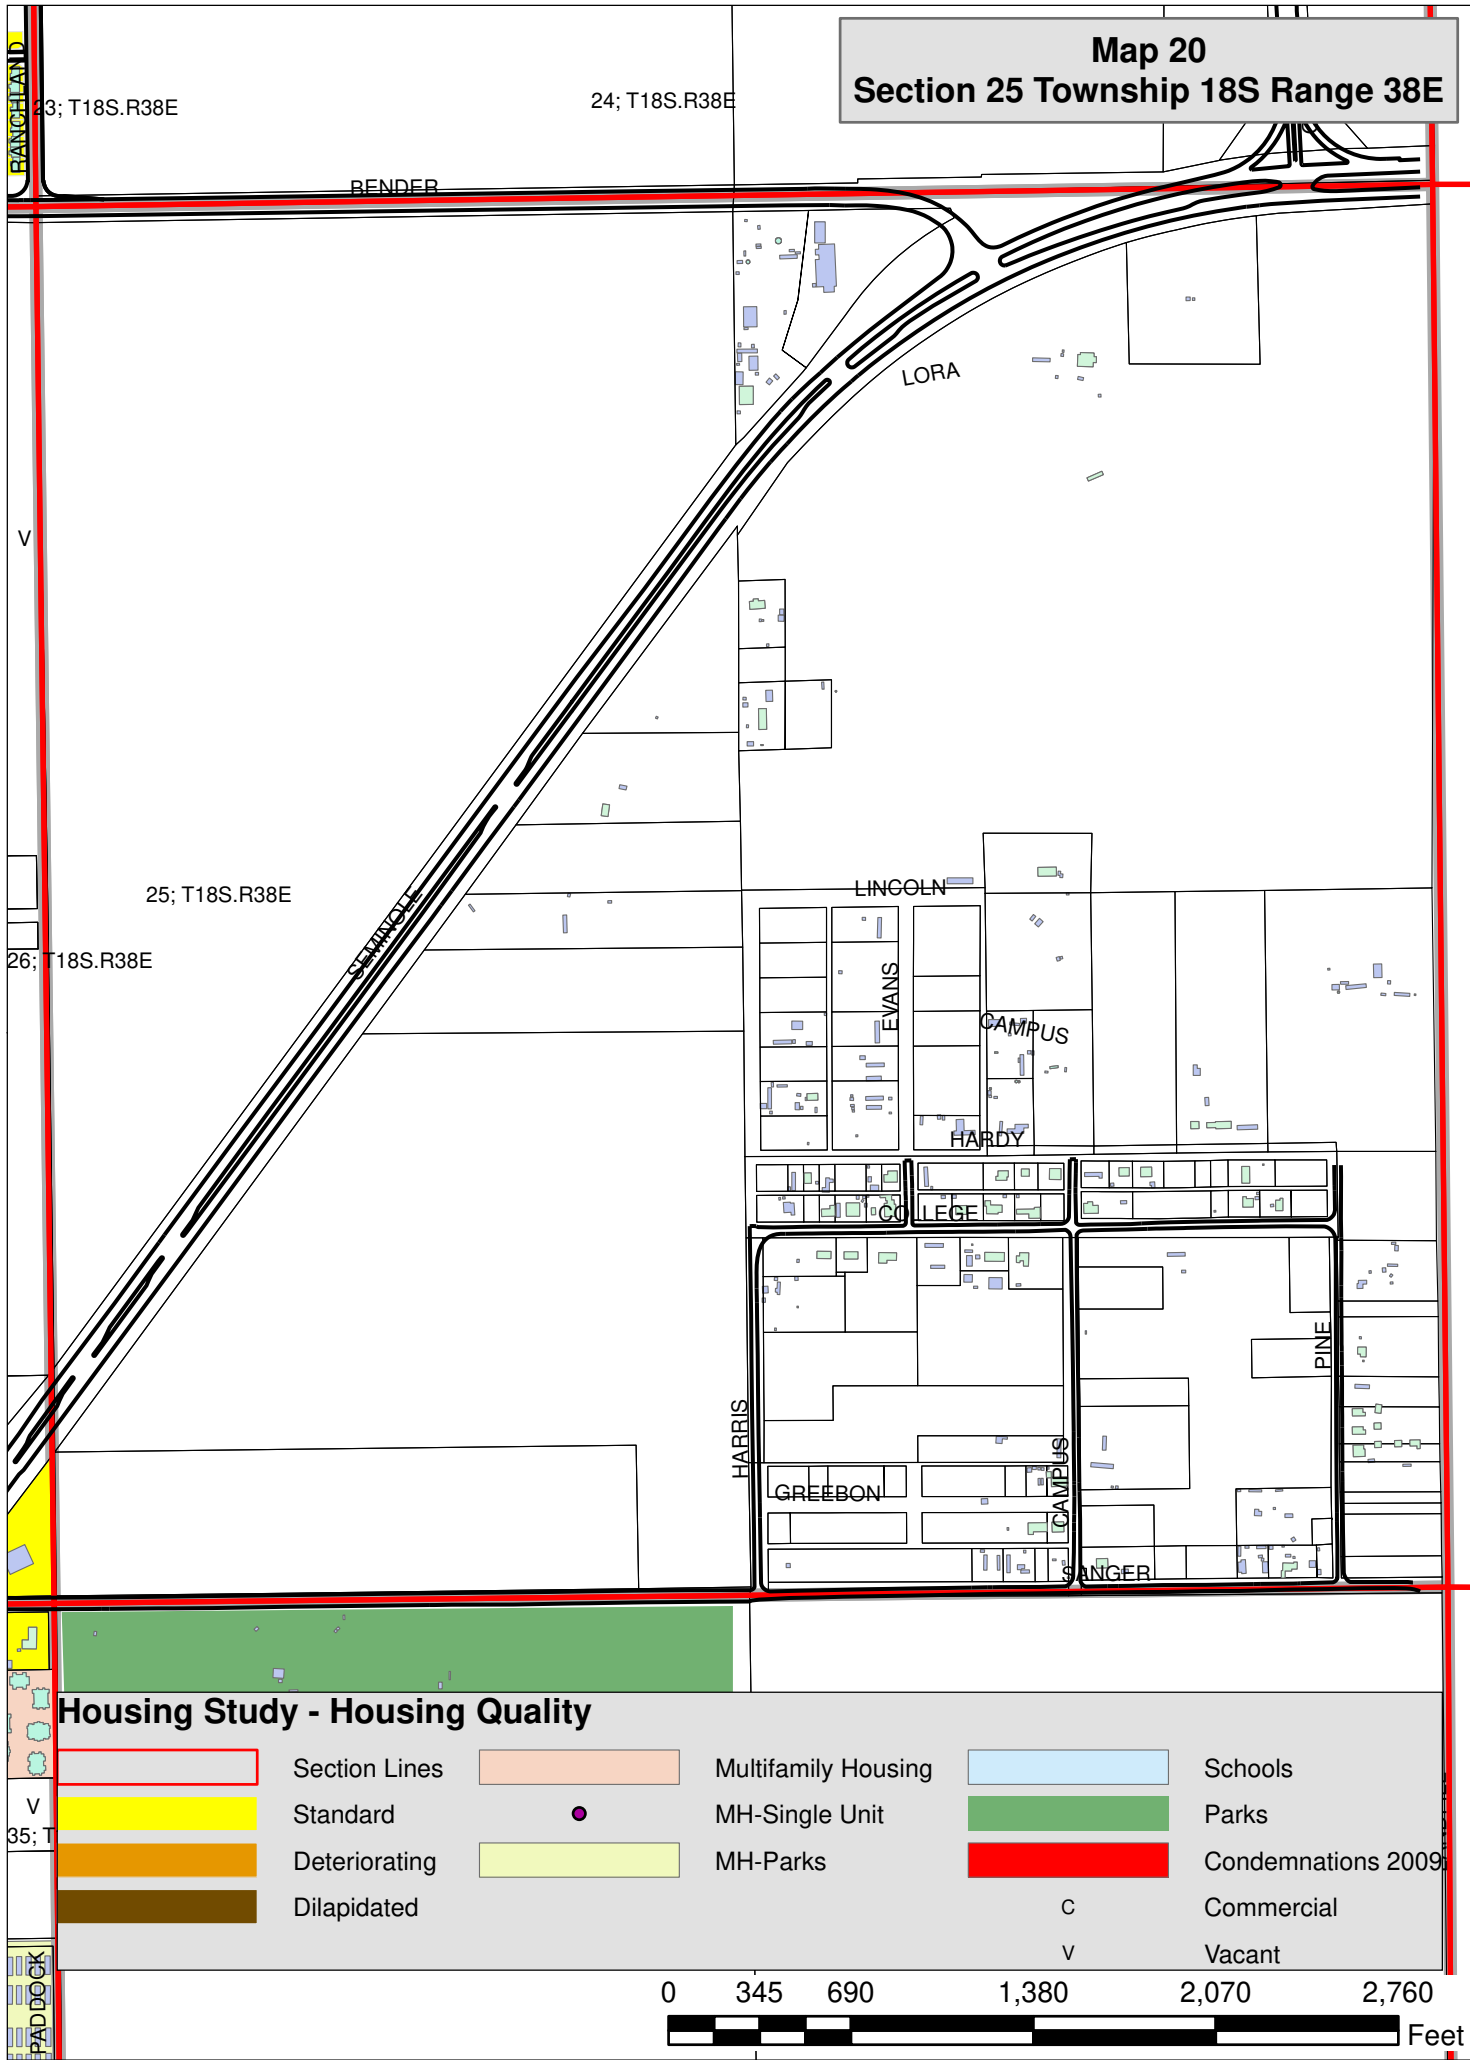 Map 20
Section 25 Township 18S Range 38E
RANCHLAND
23; T18S.R38E
24; T18S.R38E
BENDER
LORA
V
25; T18S.R38E
26; T18S.R38E
SEMINOLE
LINCOLN
EVANS
CAMPUS
HARDY
COLLEGE
PINE
HARRIS
CAMPUS
GREEBON
SANGER
Housing Study - Housing Quality
Section Lines
Multifamily Housing
Schools
Standard
MH-Single Unit
Parks
Deteriorating
MH-Parks
Condemnations 2009
Dilapidated
C Commercial
V Vacant
V
35; T
PADDOCK
0 345 690 1,380 2,070 2,760
Feet